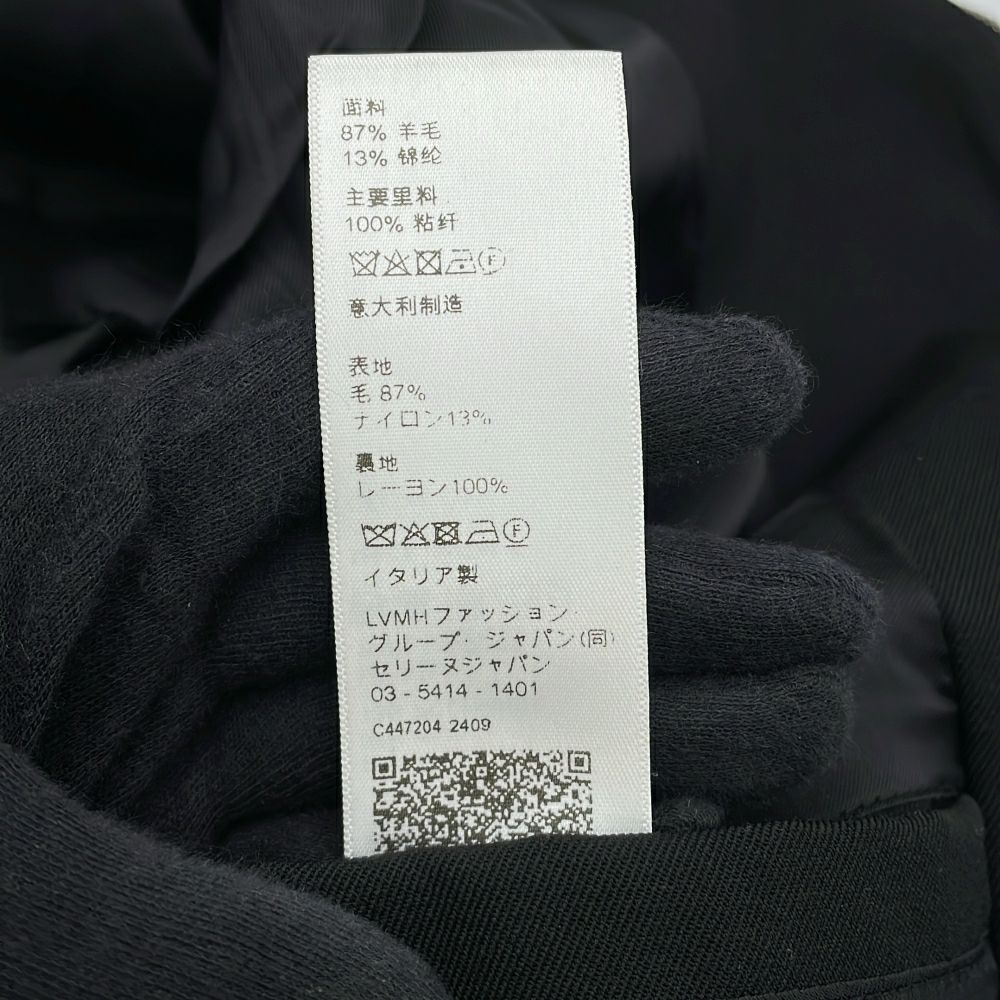 面料
87% 羊毛
13% 锦纶
主要里料
100% 粘纤
F
意大利制造
表地
毛 87%
ナイロン13%
裏地
レーヨン100%
F
イタリア製
LVMHファッション・
グループ・ジャパン(同)
セリーヌジャパン
03 - 5414 - 1401
C447204 2409